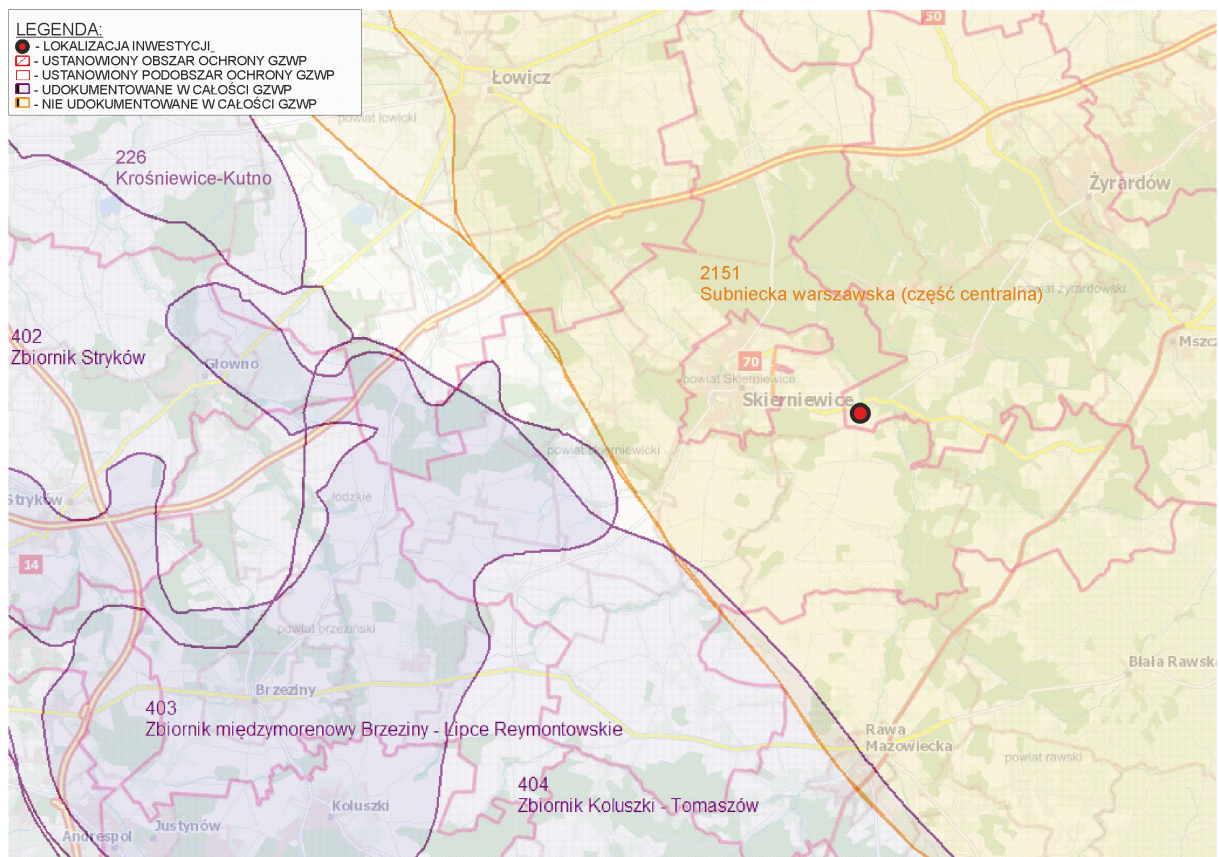 LEGENDA:
- LOKALIZACJA INWESTYCJI_
- USTANOWIONY OBSZAR OCHRONY GZWP
- USTANOWIONY PODOBSZAR OCHRONY GZWP
- UDOKUMENTOWANE W CAŁOŚCI GZWP
- NIE UDOKUMENTOWANE W CAŁOŚCI GZWP
50
Łowicz
powiat łowicki
226
Krośniewice-Kutno
Żyrardów
2151
Subniecka warszawska (część centralna)
powiat żyrardowski
402
Zbiornik Stryków
Głowno
Mszcz
70
powiat Skierniewice
Skierniewice
powiat skierniewicki
Stryków
łódzkie
14
powiat brzeziński
Brzeziny
Biała Rawska
403
Zbiornik międzymorenowy Brzeziny - Lipce Reymontowskie
Rawa
Mazowiecka
powiat rawski
404
Zbiornik Koluszki - Tomaszów
Koluszki
Justynów
Andrespol